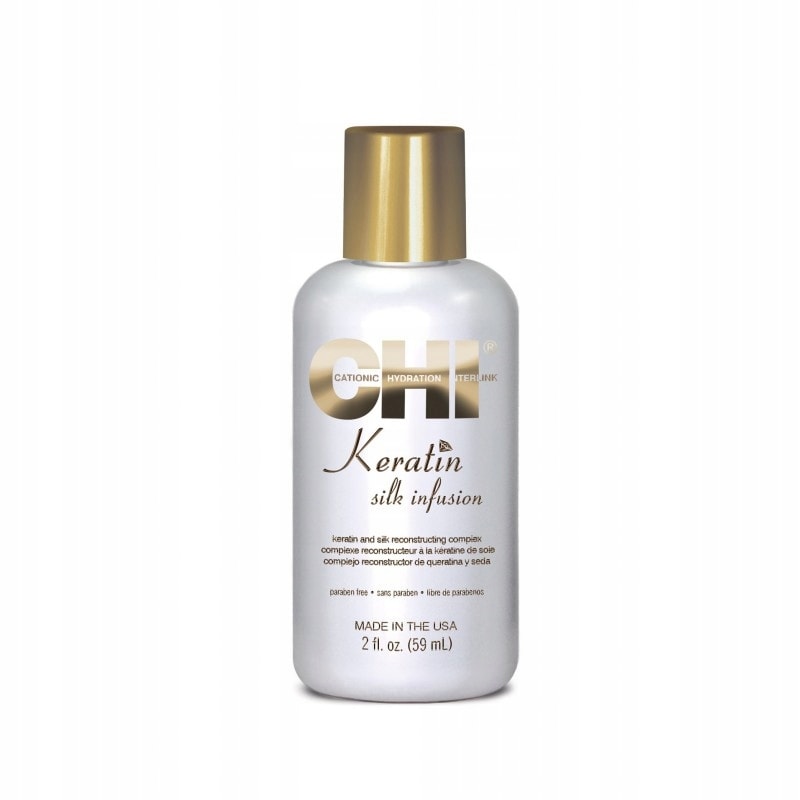 CHI®
CATIONIC HYDRATION INTERLINK
Keratin
silk infusion
keratin and silk reconstructing complex
complexe reconstructeur à la kératine de soie
complejo reconstructor de queratina y seda
paraben free • sans paraben • libre de parabenos
MADE IN THE USA
2 fl. oz. (59 mL)